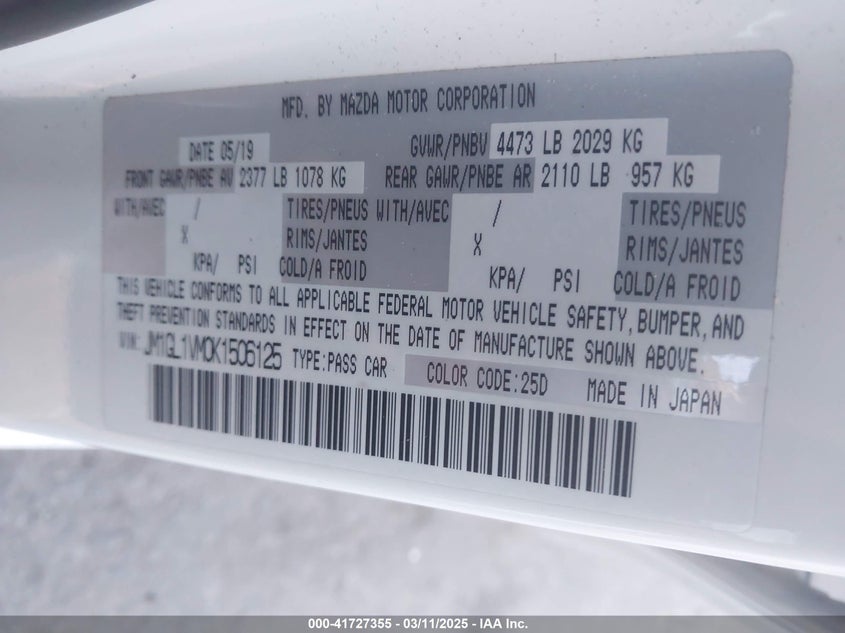 MFD. BY MAZDA MOTOR CORPORATION
DATE 05/19 GVWR/PNBV 4473 LB 2029 KG
FRONT GAWR/PNBE AV 2377 LB 1078 KG REAR GAWR/PNBE AR 2110 LB 957 KG
WITH/AVEC / TIRES/PNEUS WITH/AVEC / TIRES/PNEUS
X RIMS/JANTES X RIMS/JANTES
KPA/ PSI COLD/A FROID KPA/ PSI COLD/A FROID
THIS VEHICLE CONFORMS TO ALL APPLICABLE FEDERAL MOTOR VEHICLE SAFETY, BUMPER, AND
THEFT PREVENTION STANDARDS IN EFFECT ON THE DATE OF MANUFACTURE SHOWN ABOVE.
VIN: JM1GL1VM0K1506125 TYPE:PASS CAR COLOR CODE:25D MADE IN JAPAN
000-41727355 - 03/11/2025 - IAA Inc.